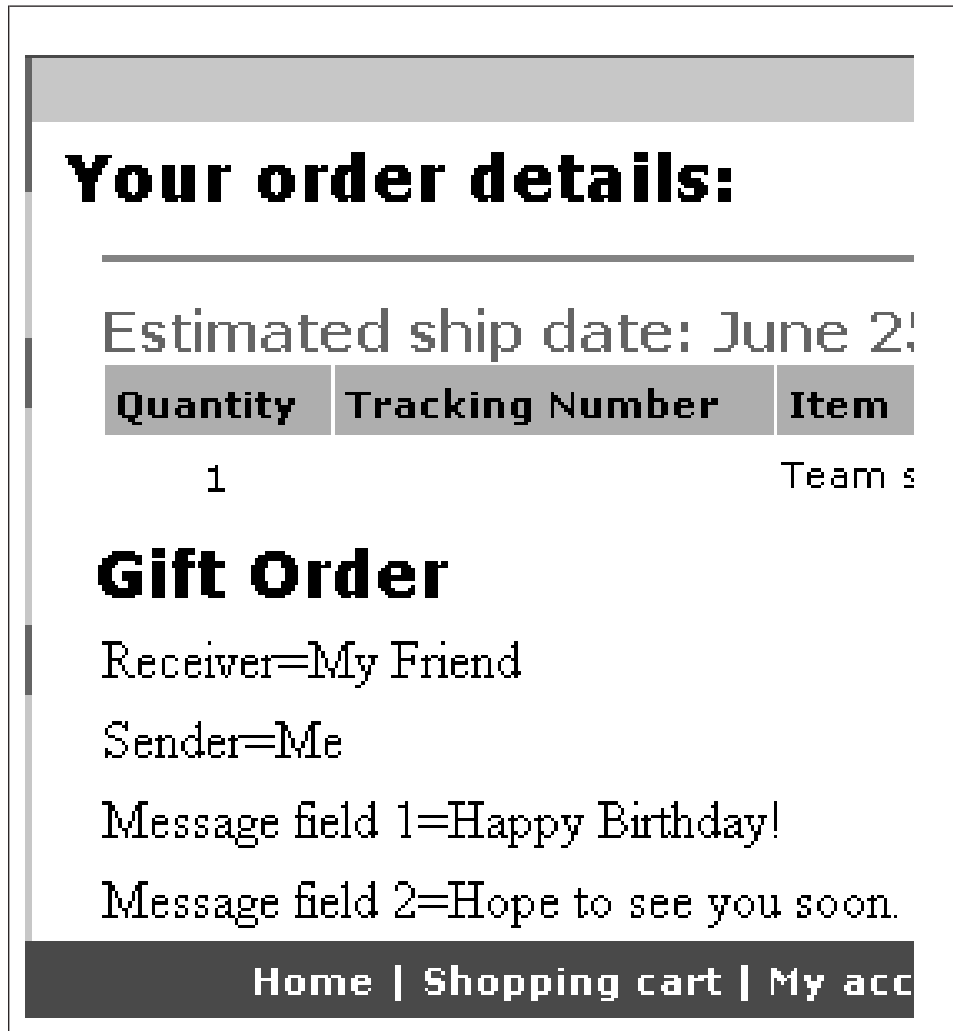 Your order details:
Estimated ship date: June
Quantity Tracking Number Item
1 Team
Gift Order
Receiver=My Friend
Sender=Me
Message field 1=Happy Birthday!
Message field 2=Hope to see you soon.
Home | Shopping cart | My